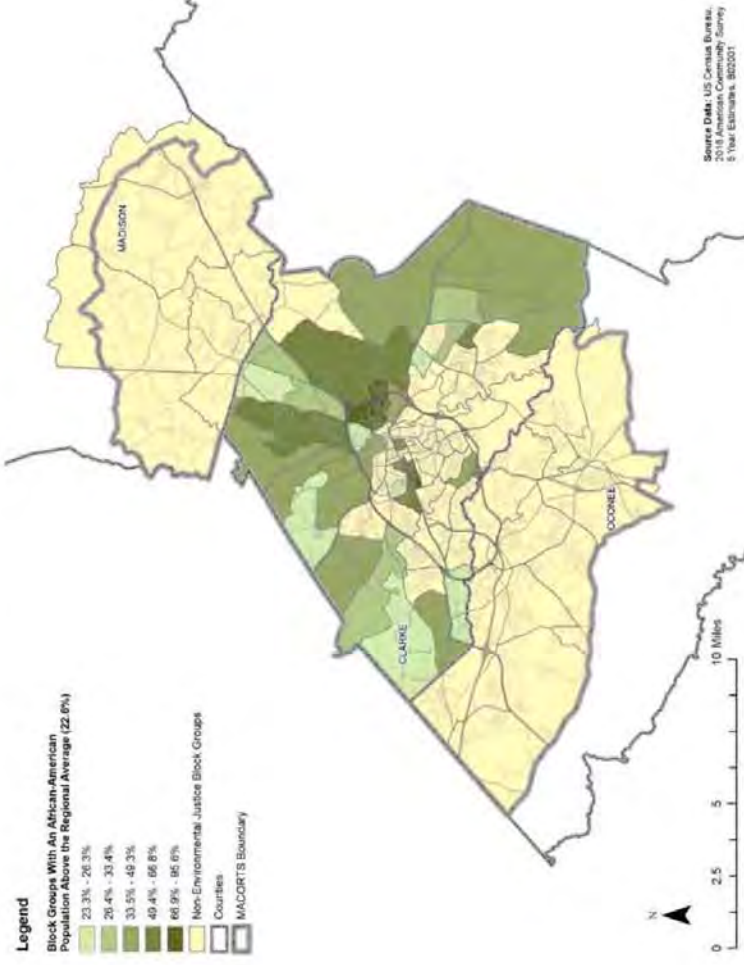 Legend
Block Groups With An African-American
Population Above the Regional Average (22.6%)
23.3% - 26.3%
26.4% - 33.4%
33.5% - 49.3%
49.4% - 66.8%
66.9% - 95.6%
Non-Environmental Justice Block Groups
Counties
MACORTS Boundary
MADISON
CLARKE
OCONEE
N
0 2.5 5 10 Miles
Source Data: US Census Bureau,
2018 American Community Survey
5 Year Estimates, B02001